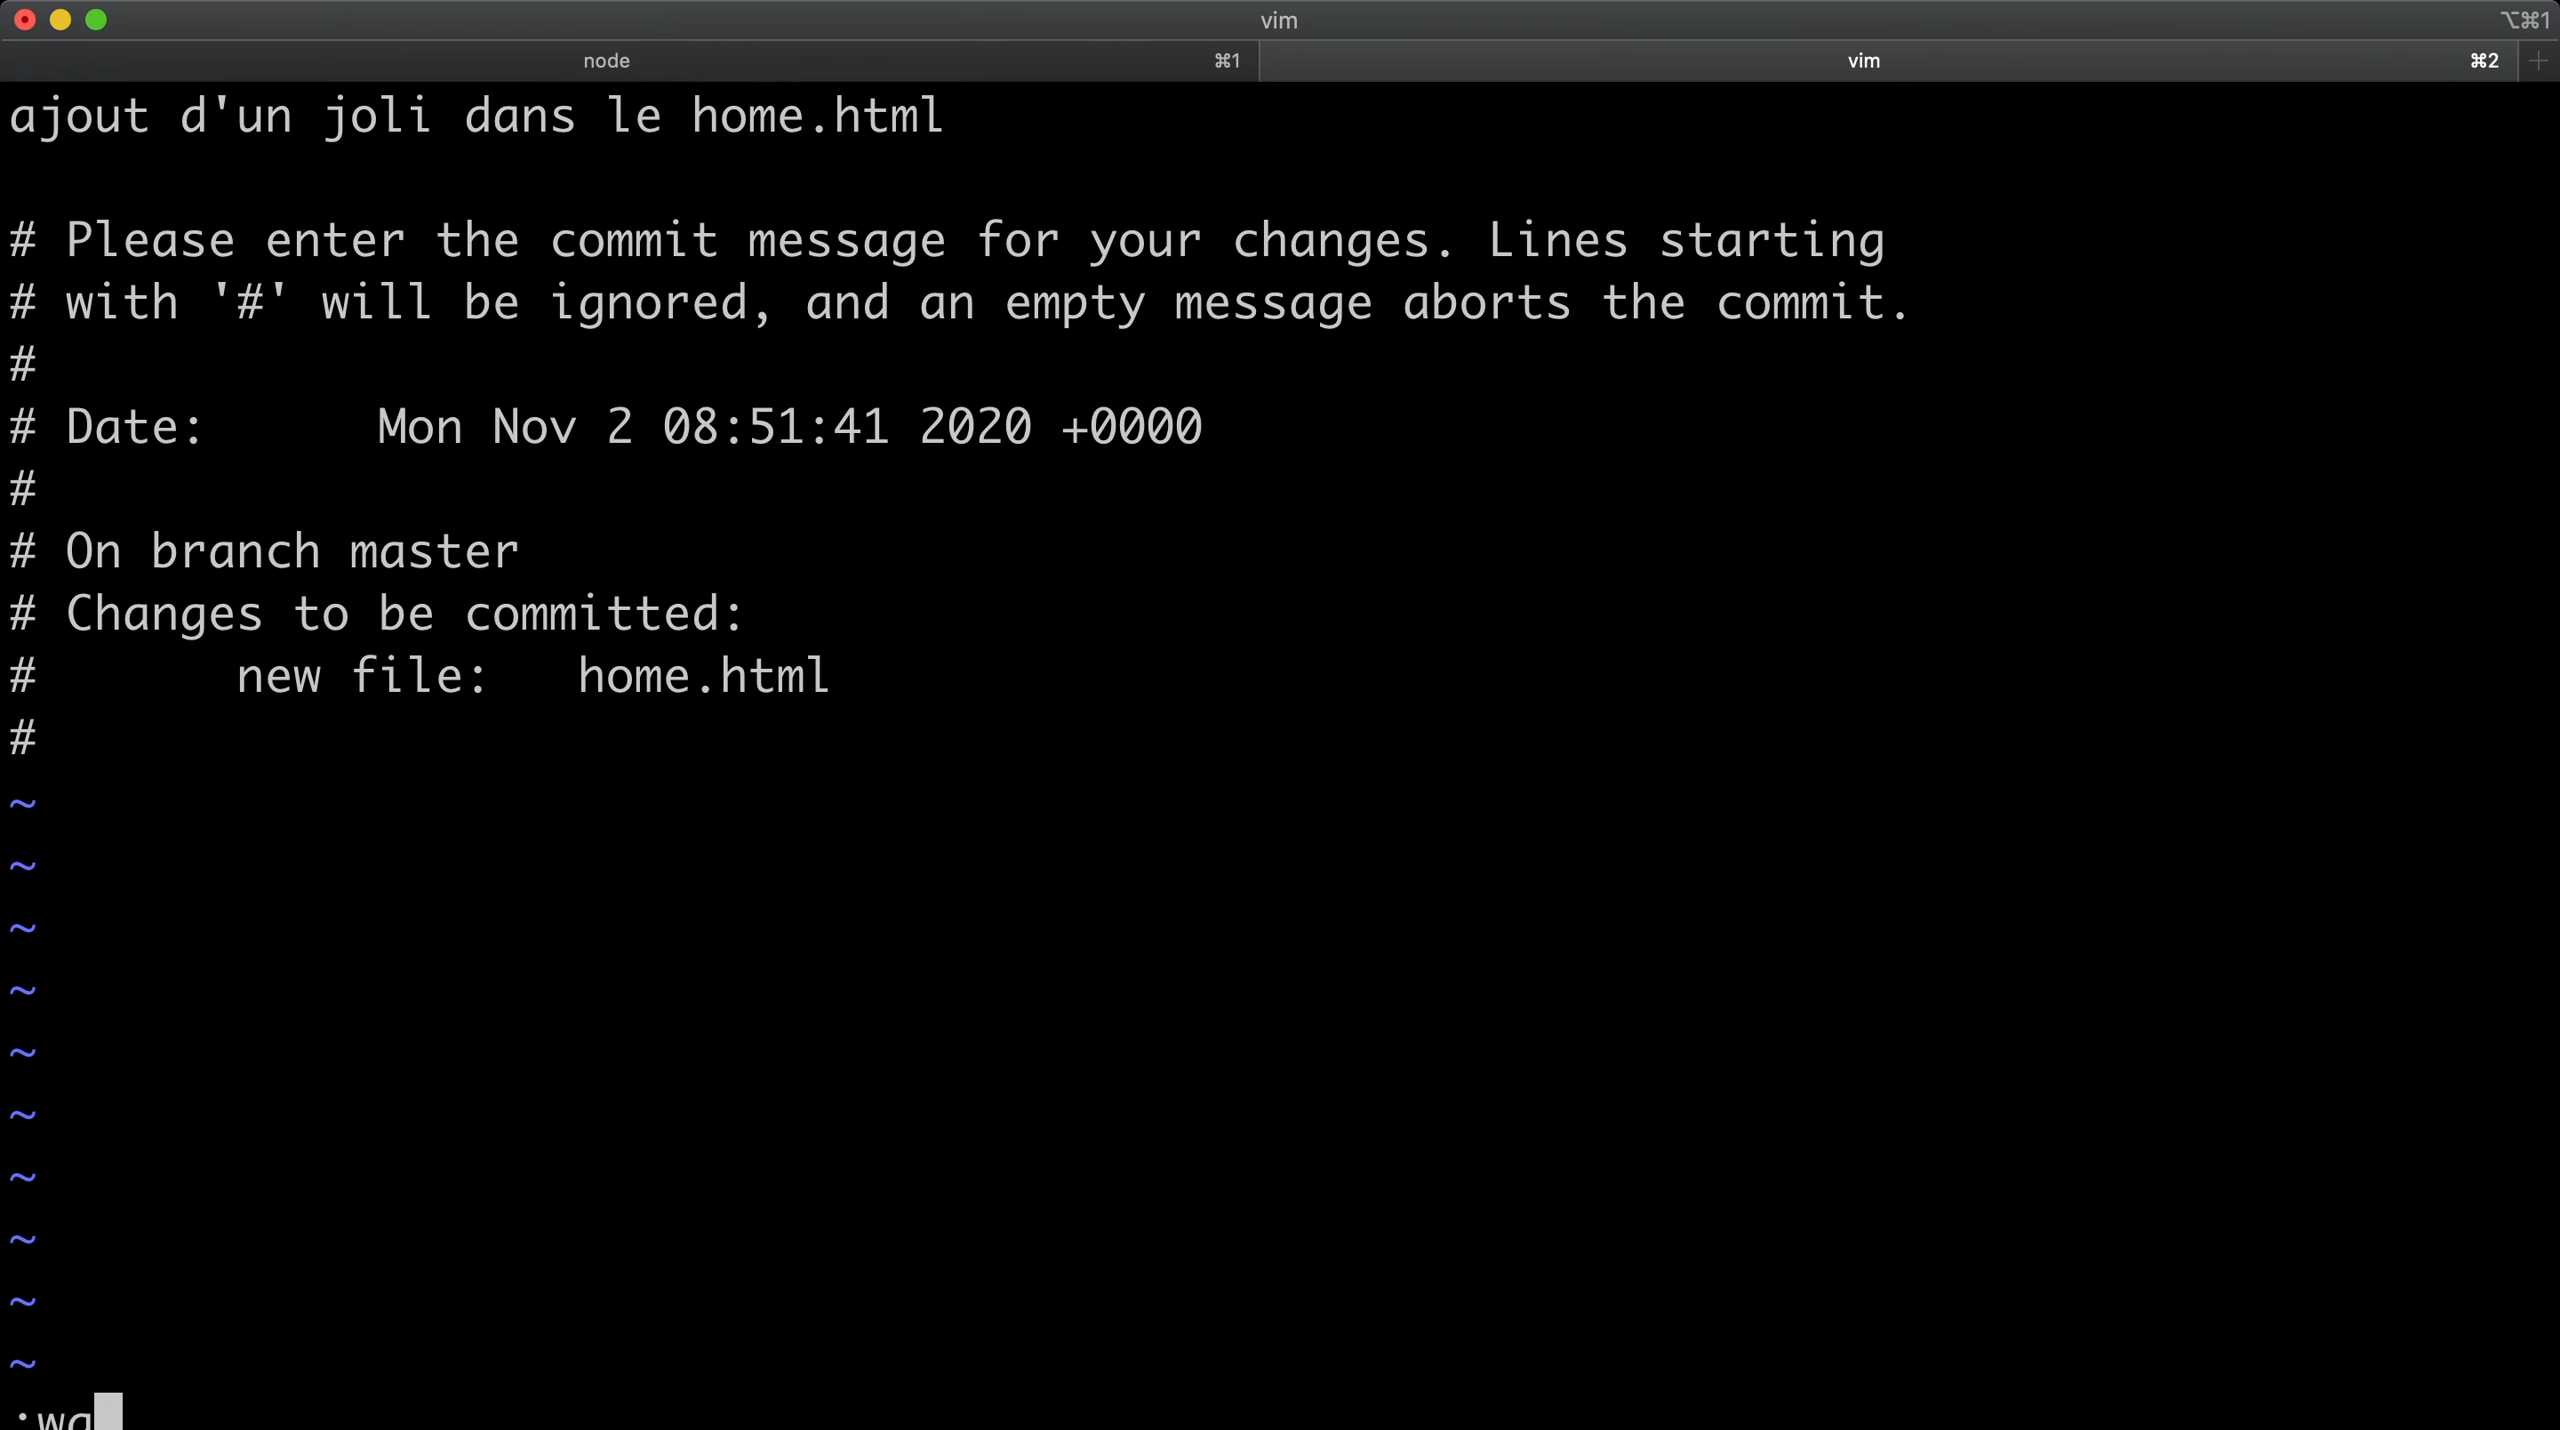 vim
⌥⌘1
node ⌘1 vim ⌘2 +
ajout d'un joli dans le home.html
# Please enter the commit message for your changes. Lines starting
# with '#' will be ignored, and an empty message aborts the commit.
#
# Date:      Mon Nov 2 08:51:41 2020 +0000
#
# On branch master
# Changes to be committed:
#       new file:   home.html
#
~
~
~
~
~
~
~
~
~
~